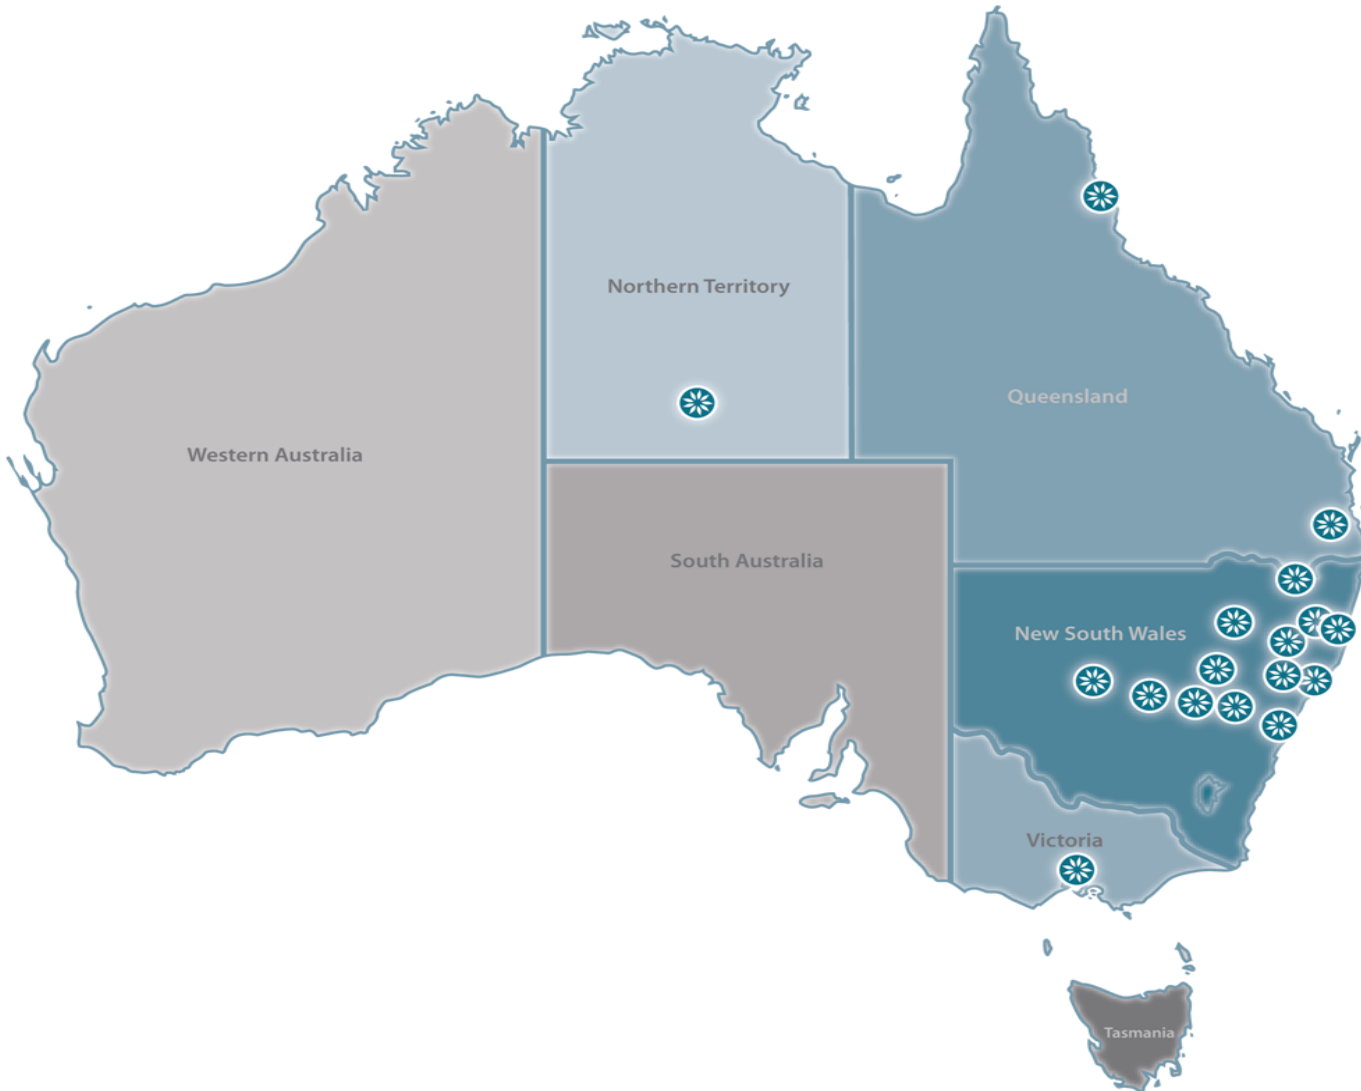 Northern Territory
Queensland
Western Australia
South Australia
New South Wales
Victoria
Tasmania